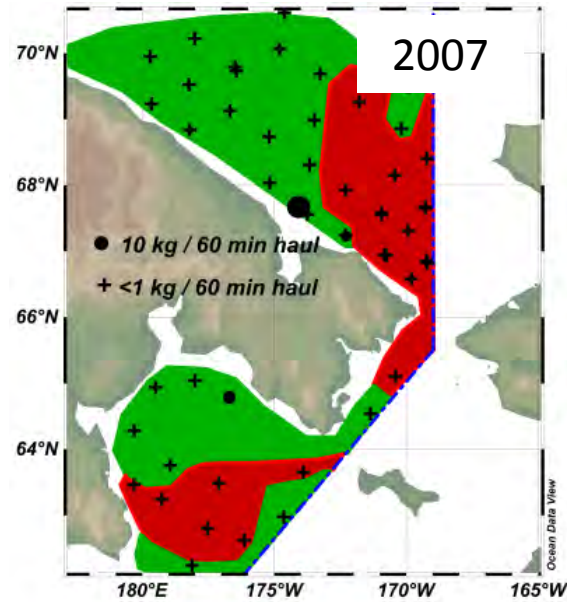 2007
70°N
68°N
10 kg / 60 min haul
<1 kg / 60 min haul
66°N
64°N
Ocean Data View
180°E
175°W
170°W
165°W